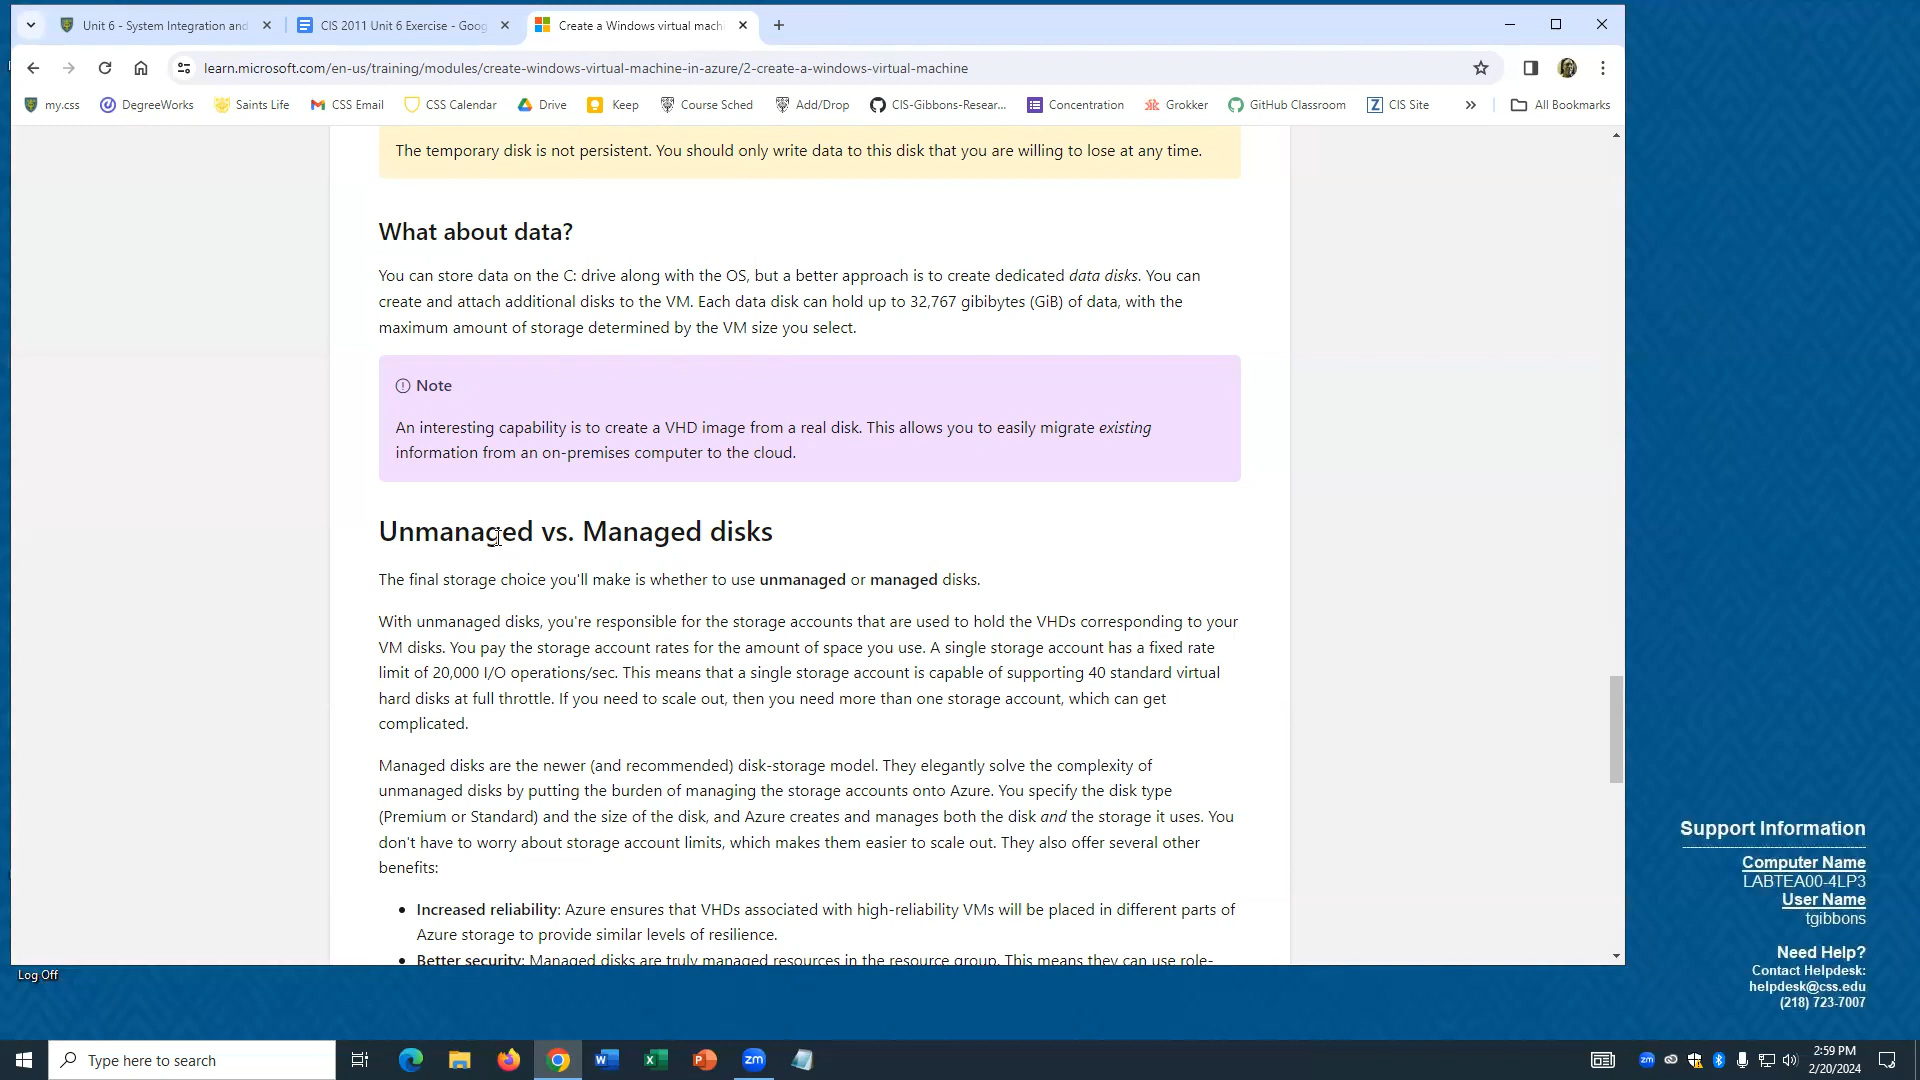 Unit 6 - System Integration and
CIS 2011 Unit 6 Exercise - Goog
Create a Windows virtual machi
learn.microsoft.com/en-us/training/modules/create-windows-virtual-machine-in-azure/2-create-a-windows-virtual-machine
my.css
DegreeWorks
Saints Life
CSS Email
CSS Calendar
Drive
Keep
Course Sched
Add/Drop
CIS-Gibbons-Resear...
Concentration
Grokker
GitHub Classroom
CIS Site
All Bookmarks
The temporary disk is not persistent. You should only write data to this disk that you are willing to lose at any time.
What about data?
You can store data on the C: drive along with the OS, but a better approach is to create dedicated data disks. You can
create and attach additional disks to the VM. Each data disk can hold up to 32,767 gibibytes (GiB) of data, with the
maximum amount of storage determined by the VM size you select.
Note
An interesting capability is to create a VHD image from a real disk. This allows you to easily migrate existing
information from an on-premises computer to the cloud.
Unmanaged vs. Managed disks
The final storage choice you'll make is whether to use unmanaged or managed disks.
With unmanaged disks, you're responsible for the storage accounts that are used to hold the VHDs corresponding to your
VM disks. You pay the storage account rates for the amount of space you use. A single storage account has a fixed rate
limit of 20,000 I/O operations/sec. This means that a single storage account is capable of supporting 40 standard virtual
hard disks at full throttle. If you need to scale out, then you need more than one storage account, which can get
complicated.
Managed disks are the newer (and recommended) disk-storage model. They elegantly solve the complexity of
unmanaged disks by putting the burden of managing the storage accounts onto Azure. You specify the disk type
(Premium or Standard) and the size of the disk, and Azure creates and manages both the disk and the storage it uses. You
don't have to worry about storage account limits, which makes them easier to scale out. They also offer several other
benefits:
• Increased reliability: Azure ensures that VHDs associated with high-reliability VMs will be placed in different parts of
Azure storage to provide similar levels of resilience.
• Better security: Managed disks are truly managed resources in the resource group. This means they can use role-
Log Off
Support Information
Computer Name
LABTEA00-4LP3
User Name
tgibbons
Need Help?
Contact Helpdesk:
helpdesk@css.edu
(218) 723-7007
Type here to search
zm
zm
2:59 PM
2/20/2024